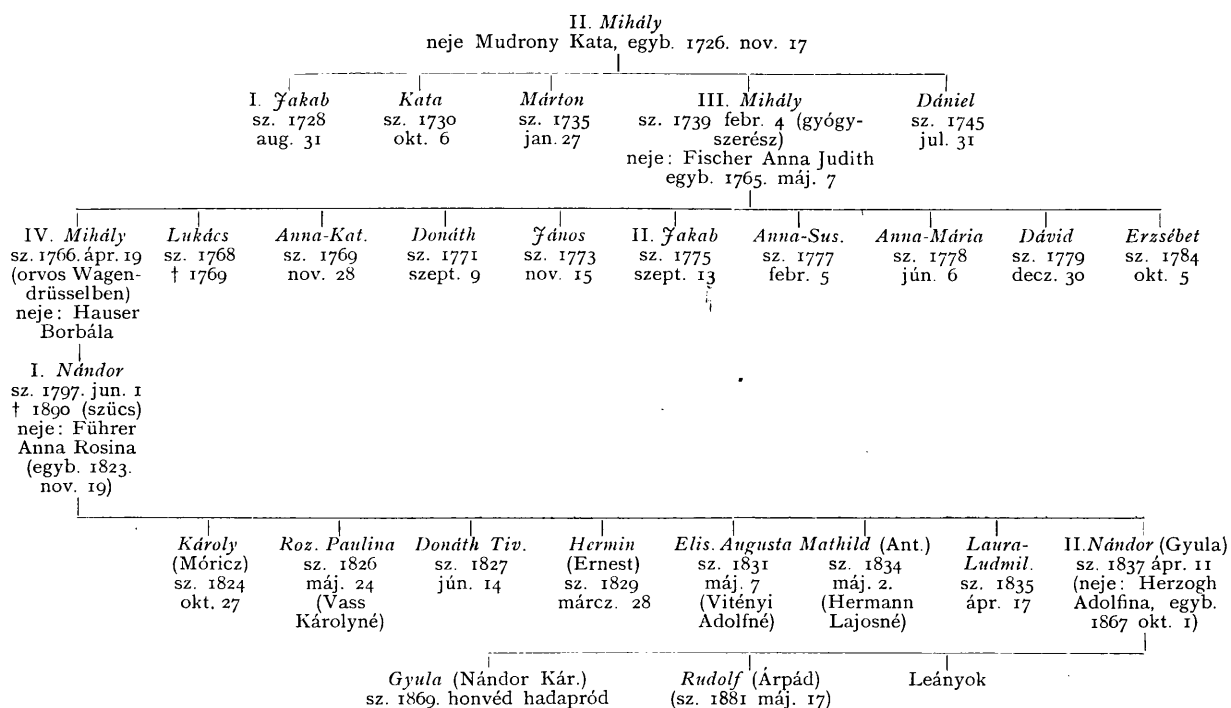 II. Mihály
neje Mudrony Kata, egyb. 1726. nov. 17
I. Jakab
sz. 1728
aug. 31
Kata
sz. 1730
okt. 6
Márton
sz. 1735
jan. 27
III. Mihály
sz. 1739 febr. 4 (gyógy-
szerész)
neje: Fischer Anna Judith
egyb. 1765. máj. 7
Dániel
sz. 1745
jul. 31
IV. Mihály
sz. 1766. ápr. 19
(orvos Wagen-
drüsselben)
neje: Hauser
Borbála
Lukács
sz. 1768
† 1769
Anna-Kat.
sz. 1769
nov. 28
Donáth
sz. 1771
szept. 9
János
sz. 1773
nov. 15
II. Jakab
sz. 1775
szept. 13
Anna-Sus.
sz. 1777
febr. 5
Anna-Mária
sz. 1778
jún. 6
Dávid
sz. 1779
decz. 30
Erzsébet
sz. 1784
okt. 5
I. Nándor
sz. 1797. jun. 1
† 1890 (szücs)
neje: Führer
Anna Rosina
(egyb. 1823.
nov. 19)
Károly
(Móricz)
sz. 1824
okt. 27
Roz. Paulina
sz. 1826
máj. 24
(Vass
Károlyné)
Donáth Tiv.
sz. 1827
jún. 14
Hermin
(Ernest)
sz. 1829
márcz. 28
Elis. Augusta
sz. 1831
máj. 7
(Vitényi
Adolfné)
Mathild (Ant.)
sz. 1834
máj. 2.
(Hermann
Lajosné)
Laura-
Ludmil.
sz. 1835
ápr. 17
II. Nándor (Gyula)
sz. 1837 ápr. 11
(neje: Herzogh
Adolfina, egyb.
1867 okt. 1)
Gyula (Nándor Kár.)
sz. 1869. honvéd hadapród
Rudolf (Árpád)
(sz. 1881 máj. 17)
Leányok